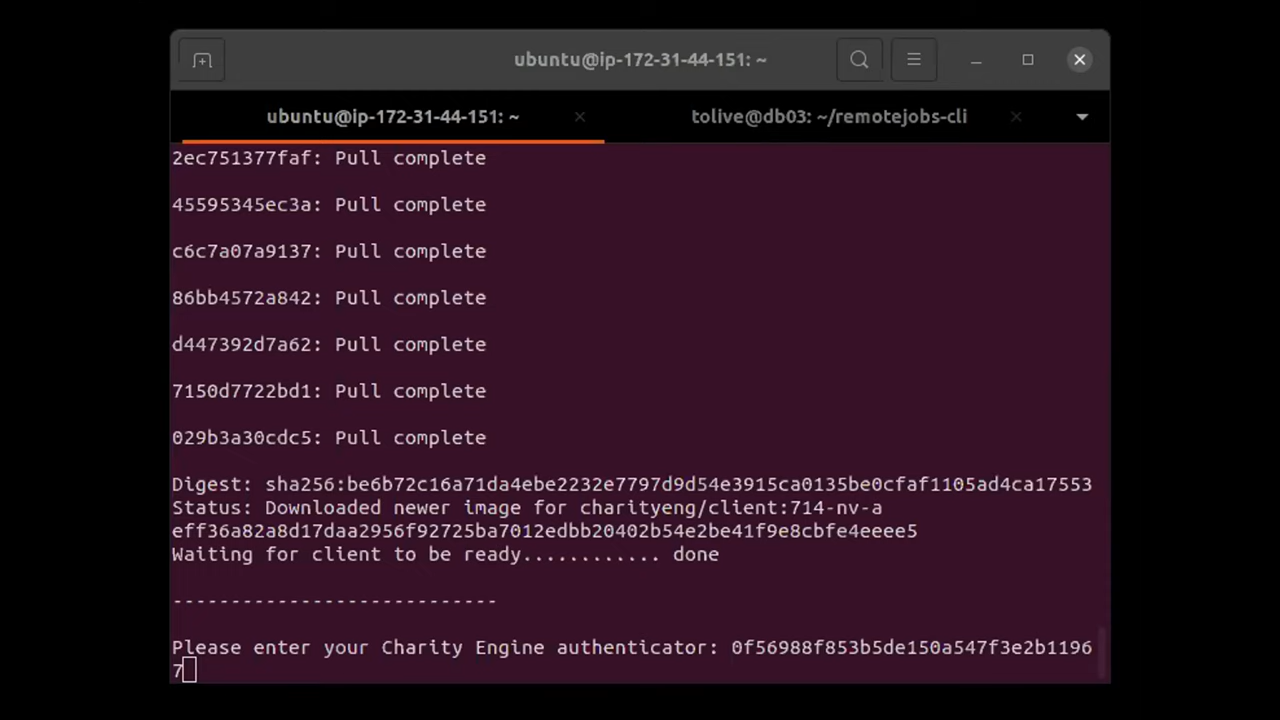 ubuntu@ip-172-31-44-151: ~
ubuntu@ip-172-31-44-151: ~
tolive@db03: ~/remotejobs-cli
2ec751377faf: Pull complete
45595345ec3a: Pull complete
c6c7a07a9137: Pull complete
86bb4572a842: Pull complete
d447392d7a62: Pull complete
7150d7722bd1: Pull complete
029b3a30cdc5: Pull complete
Digest: sha256:be6b72c16a71da4ebe2232e7797d9d54e3915ca0135be0cfaf1105ad4ca17553
Status: Downloaded newer image for charityeng/client:714-nv-a
eff36a82a8d17daa2956f92725ba7012edbb20402b54e2be41f9e8cbfe4eeee5
Waiting for client to be ready............ done
----------------------------
Please enter your Charity Engine authenticator: 0f56988f853b5de150a547f3e2b1196
7